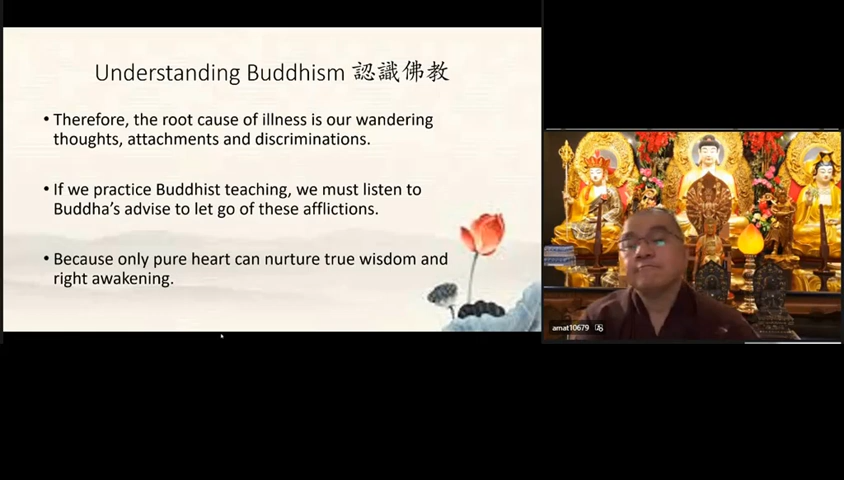 Understanding Buddhism 認識佛教
• Therefore, the root cause of illness is our wandering
thoughts, attachments and discriminations.
• If we practice Buddhist teaching, we must listen to
Buddha's advise to let go of these afflictions.
• Because only pure heart can nurture true wisdom and
right awakening.
amat10679